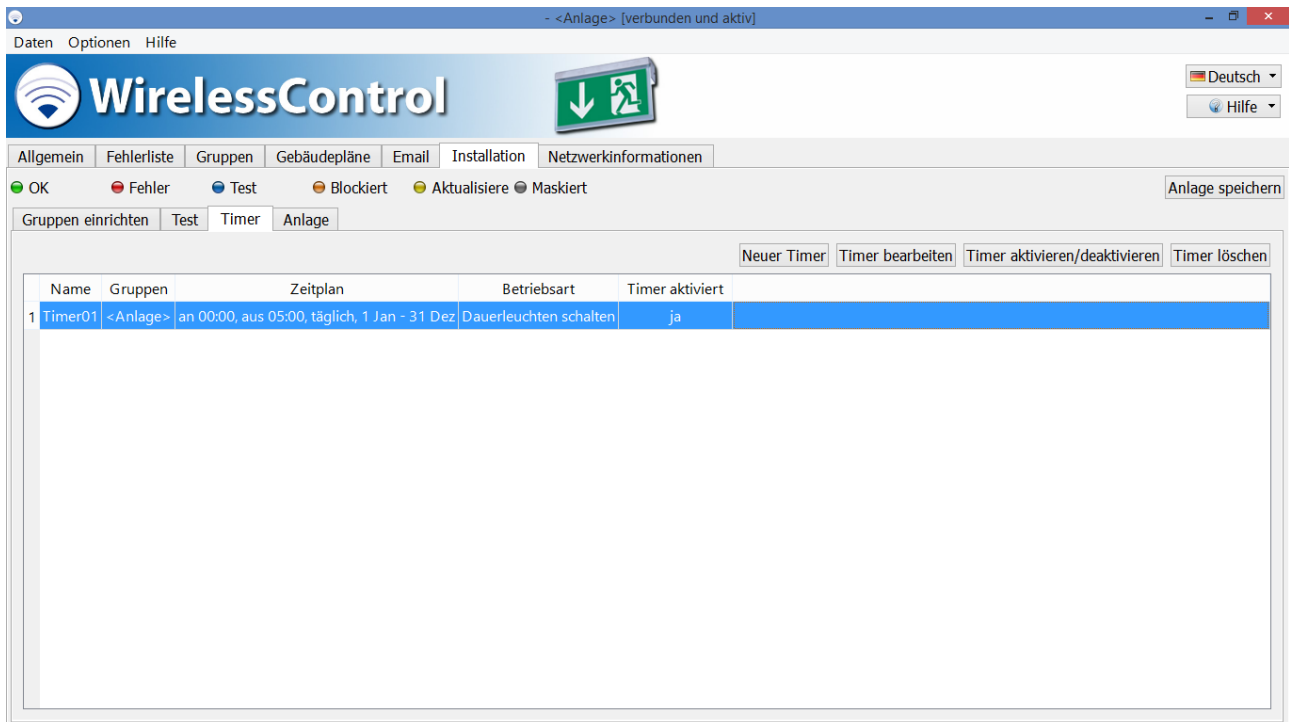 - <Anlage> [verbunden und aktiv]
Daten Optionen Hilfe
WirelessControl
Deutsch
Hilfe
Allgemein Fehlerliste Gruppen Gebäudepläne Email Installation Netzwerkinformationen
OK Fehler Test Blockiert Aktualisiere Maskiert Anlage speichern
Gruppen einrichten Test Timer Anlage
Neuer Timer Timer bearbeiten Timer aktivieren/deaktivieren Timer löschen
Name Gruppen Zeitplan Betriebsart Timer aktiviert
1 Timer01 <Anlage> an 00:00, aus 05:00, täglich, 1 Jan - 31 Dez Dauerleuchten schalten ja